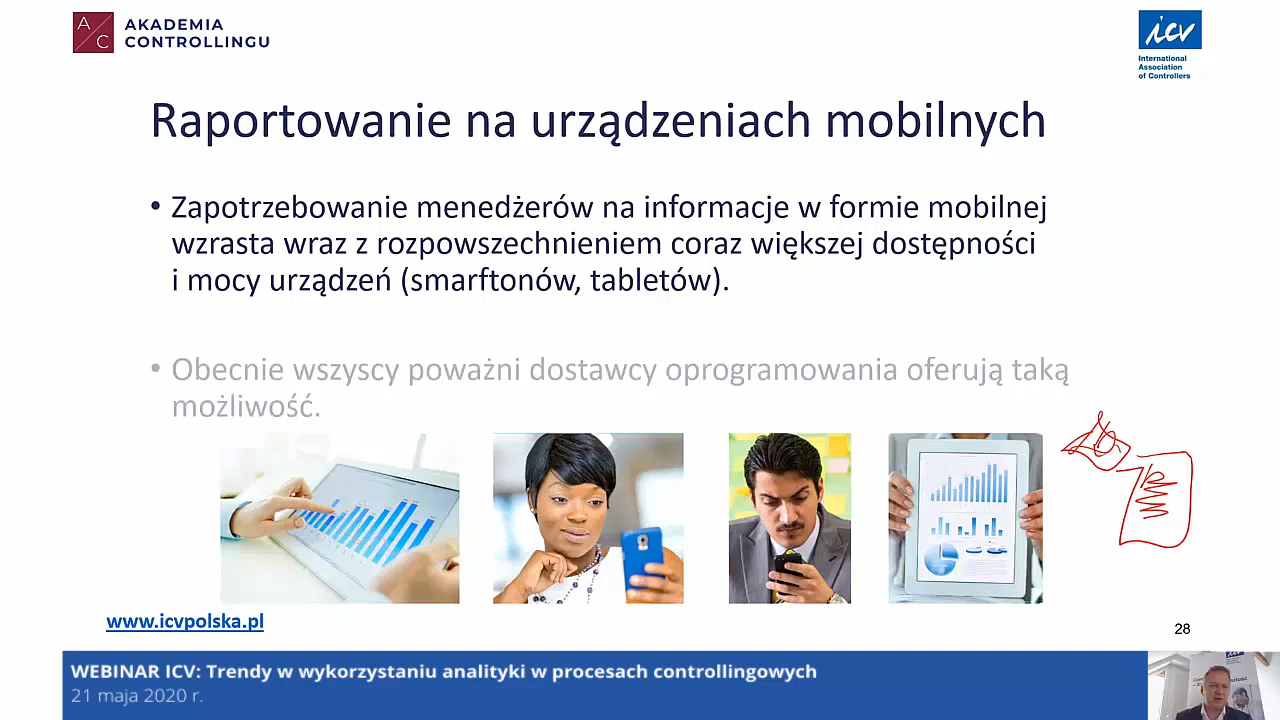 AKADEMIA
CONTROLLINGU
icv
International
Association
of Controllers
Raportowanie na urządzeniach mobilnych
• Zapotrzebowanie menedżerów na informacje w formie mobilnej
wzrasta wraz z rozpowszechnieniem coraz większej dostępności
i mocy urządzeń (smarftonów, tabletów).
• Obecnie wszyscy poważni dostawcy oprogramowania oferują taką
możliwość.
www.icvpolska.pl
28
WEBINAR ICV: Trendy w wykorzystaniu analityki w procesach controllingowych
21 maja 2020 r.